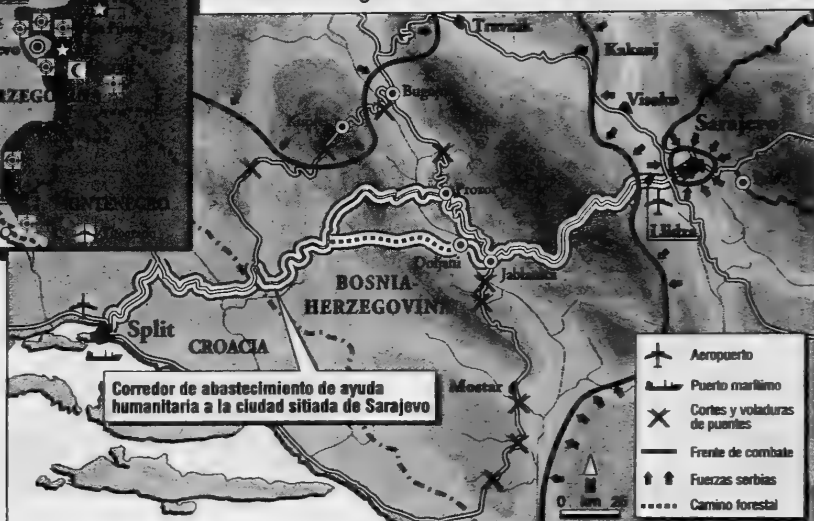 Travnik
Kakanj
Visoko
Sarajevo
Prozor
Ilidza
Doljani
Jablanica
BOSNIA-
HERZEGOVINA
Split
CROACIA
Corredor de abastecimiento de ayuda
humanitaria a la ciudad sitiada de Sarajevo
Mostar
0 km 25
Aeropuerto
Puerto marítimo
Cortes y voladuras
de puentes
Frente de combate
Fuerzas serbias
Camino forestal